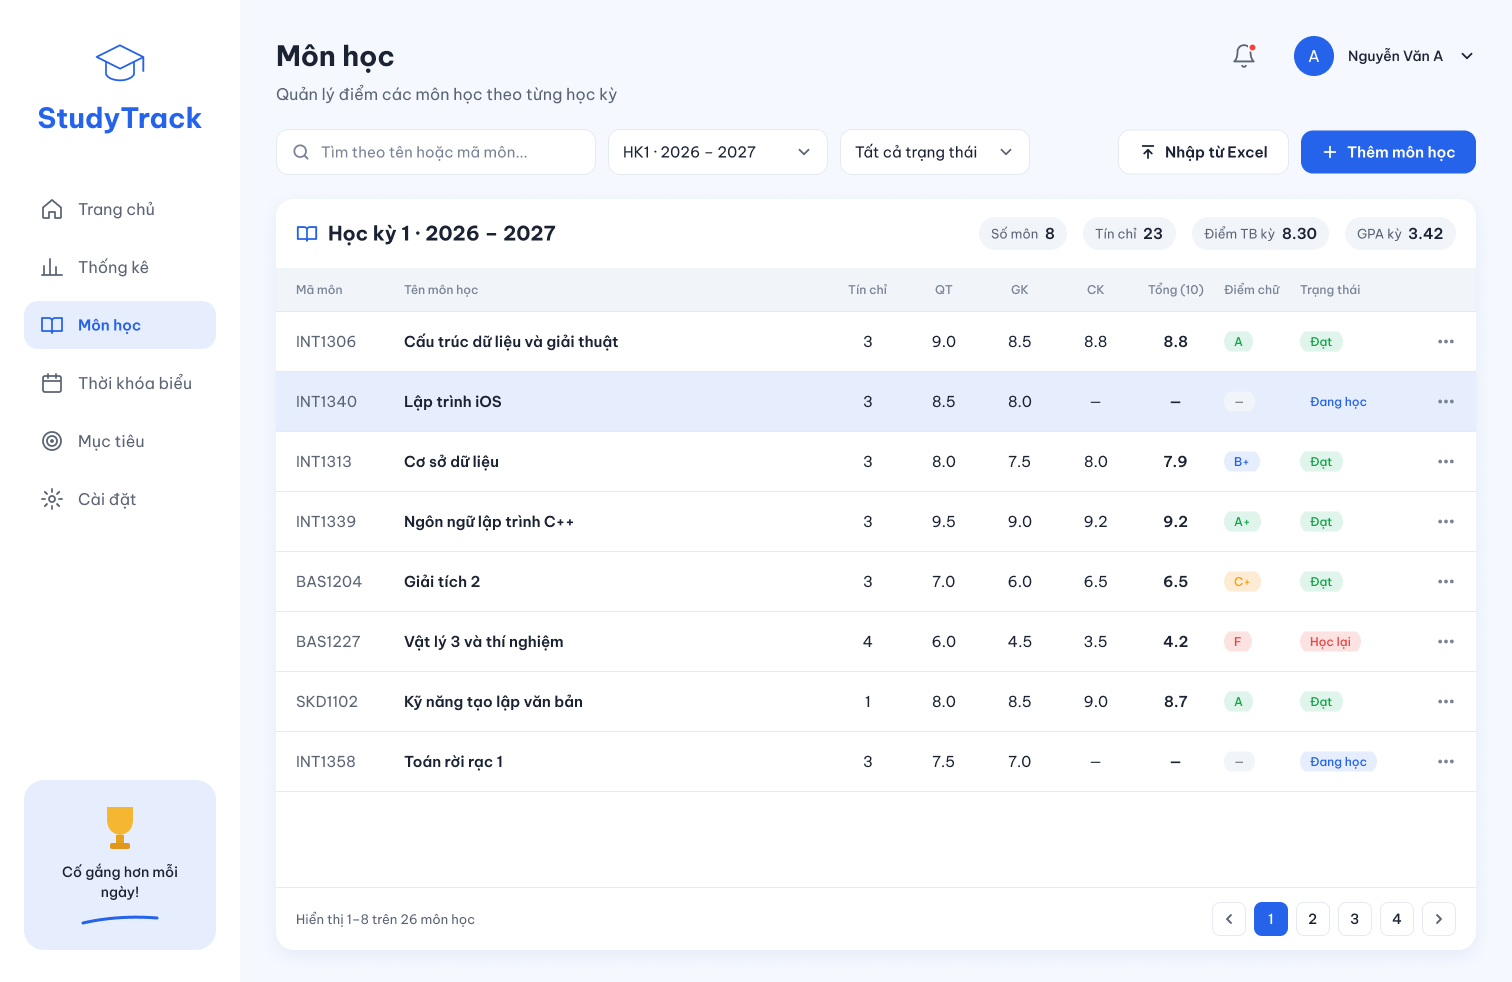 StudyTrack
Trang chủ
Thống kê
Môn học
Thời khóa biểu
Mục tiêu
Cài đặt
Cố gắng hơn mỗi
ngày!
Môn học
Quản lý điểm các môn học theo từng học kỳ
A Nguyễn Văn A
Tìm theo tên hoặc mã môn...
HK1 · 2026 – 2027
Tất cả trạng thái
Nhập từ Excel
Thêm môn học
Học kỳ 1 · 2026 – 2027
Số môn 8
Tín chỉ 23
Điểm TB kỳ 8.30
GPA kỳ 3.42
Mã môn Tên môn học Tín chỉ QT GK CK Tổng (10) Điểm chữ Trạng thái
INT1306 Cấu trúc dữ liệu và giải thuật 3 9.0 8.5 8.8 8.8 A Đạt
INT1340 Lập trình iOS 3 8.5 8.0 — — — Đang học
INT1313 Cơ sở dữ liệu 3 8.0 7.5 8.0 7.9 B+ Đạt
INT1339 Ngôn ngữ lập trình C++ 3 9.5 9.0 9.2 9.2 A+ Đạt
BAS1204 Giải tích 2 3 7.0 6.0 6.5 6.5 C+ Đạt
BAS1227 Vật lý 3 và thí nghiệm 4 6.0 4.5 3.5 4.2 F Học lại
SKD1102 Kỹ năng tạo lập văn bản 1 8.0 8.5 9.0 8.7 A Đạt
INT1358 Toán rời rạc 1 3 7.5 7.0 — — — Đang học
Hiển thị 1–8 trên 26 môn học
1 2 3 4